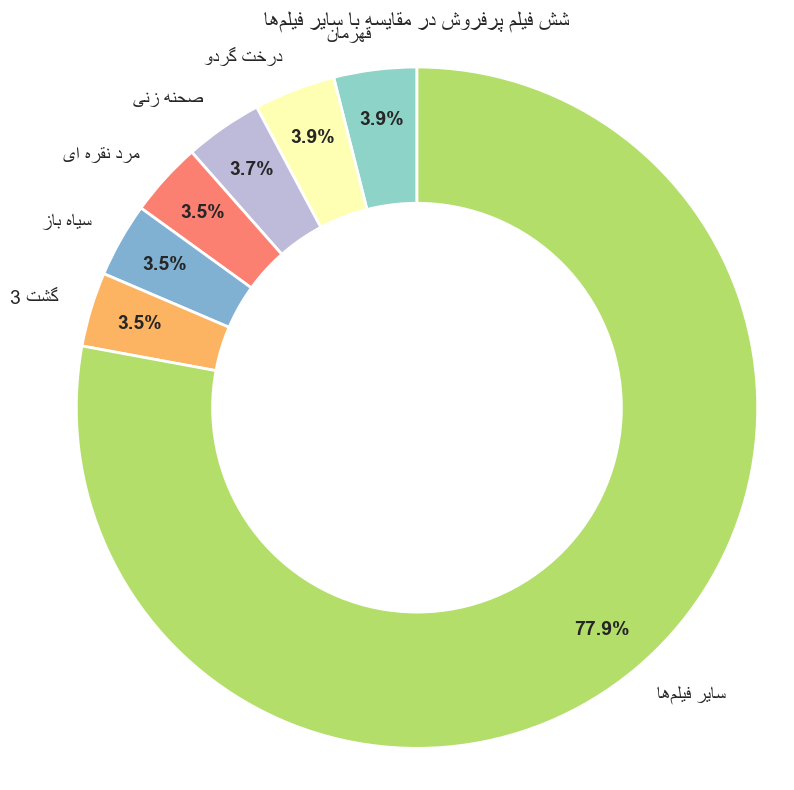 شش فیلم پرفروش در مقایسه با سایر فیلم‌ها
قهرمان
درخت گردو
صحنه زنی
مرد نقره ای
سیاه باز
گشت 3
سایر فیلم‌ها
3.9%
3.9%
3.7%
3.5%
3.5%
3.5%
77.9%